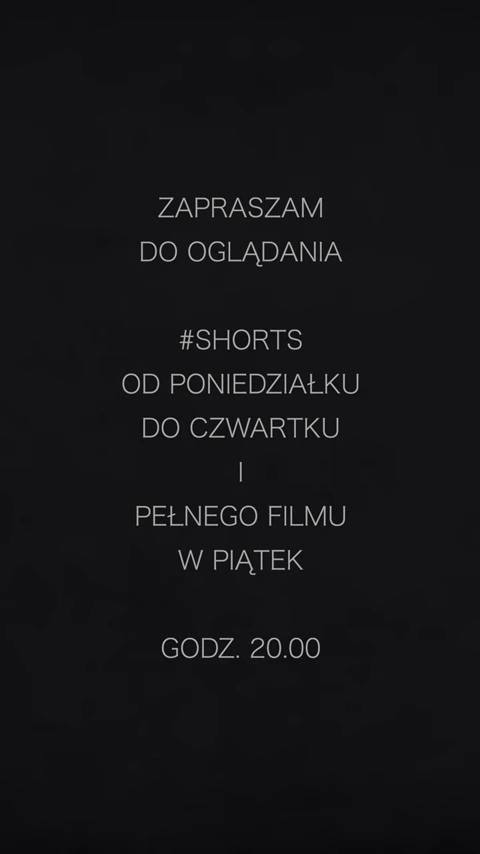 ZAPRASZAM
DO OGLĄDANIA
#SHORTS
OD PONIEDZIAŁKU
DO CZWARTKU
I
PEŁNEGO FILMU
W PIĄTEK
GODZ. 20.00